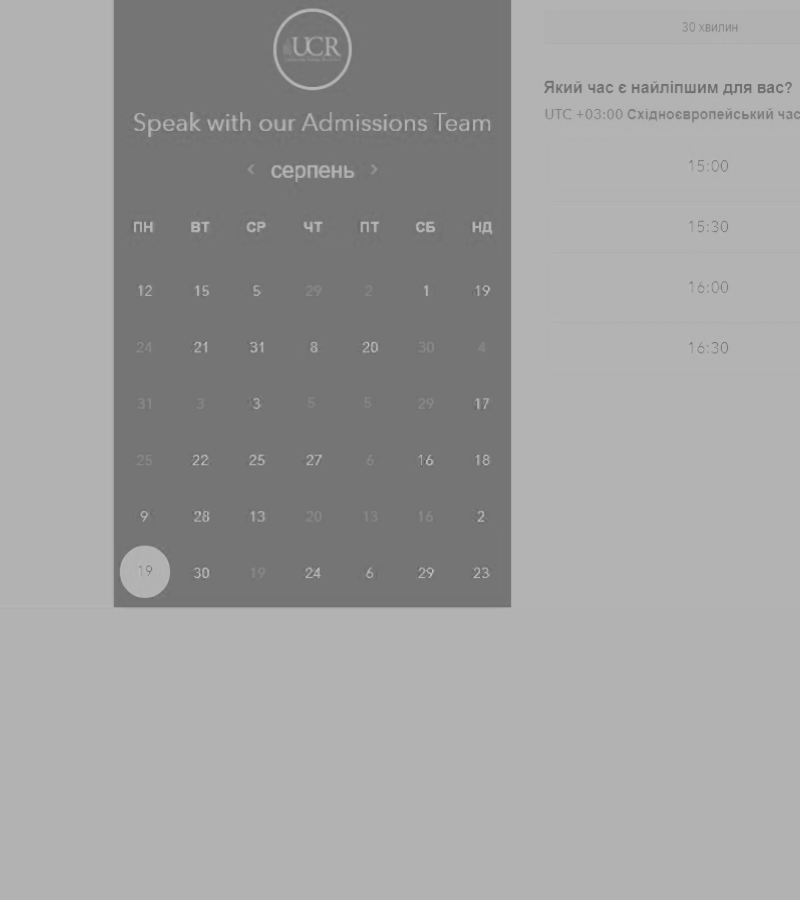 UCR
30 хвилин
Speak with our Admissions Team
Який час є найліпшим для вас?
UTC +03:00 Східноєвропейський час
< серпень >
ПН ВТ СР ЧТ ПТ СБ НД
12 15 5 29 2 1 19
24 21 31 8 20 30 4
31 3 3 5 5 29 17
25 22 25 27 6 16 18
9 28 13 20 13 16 2
19 30 19 24 6 29 23
15:00
15:30
16:00
16:30